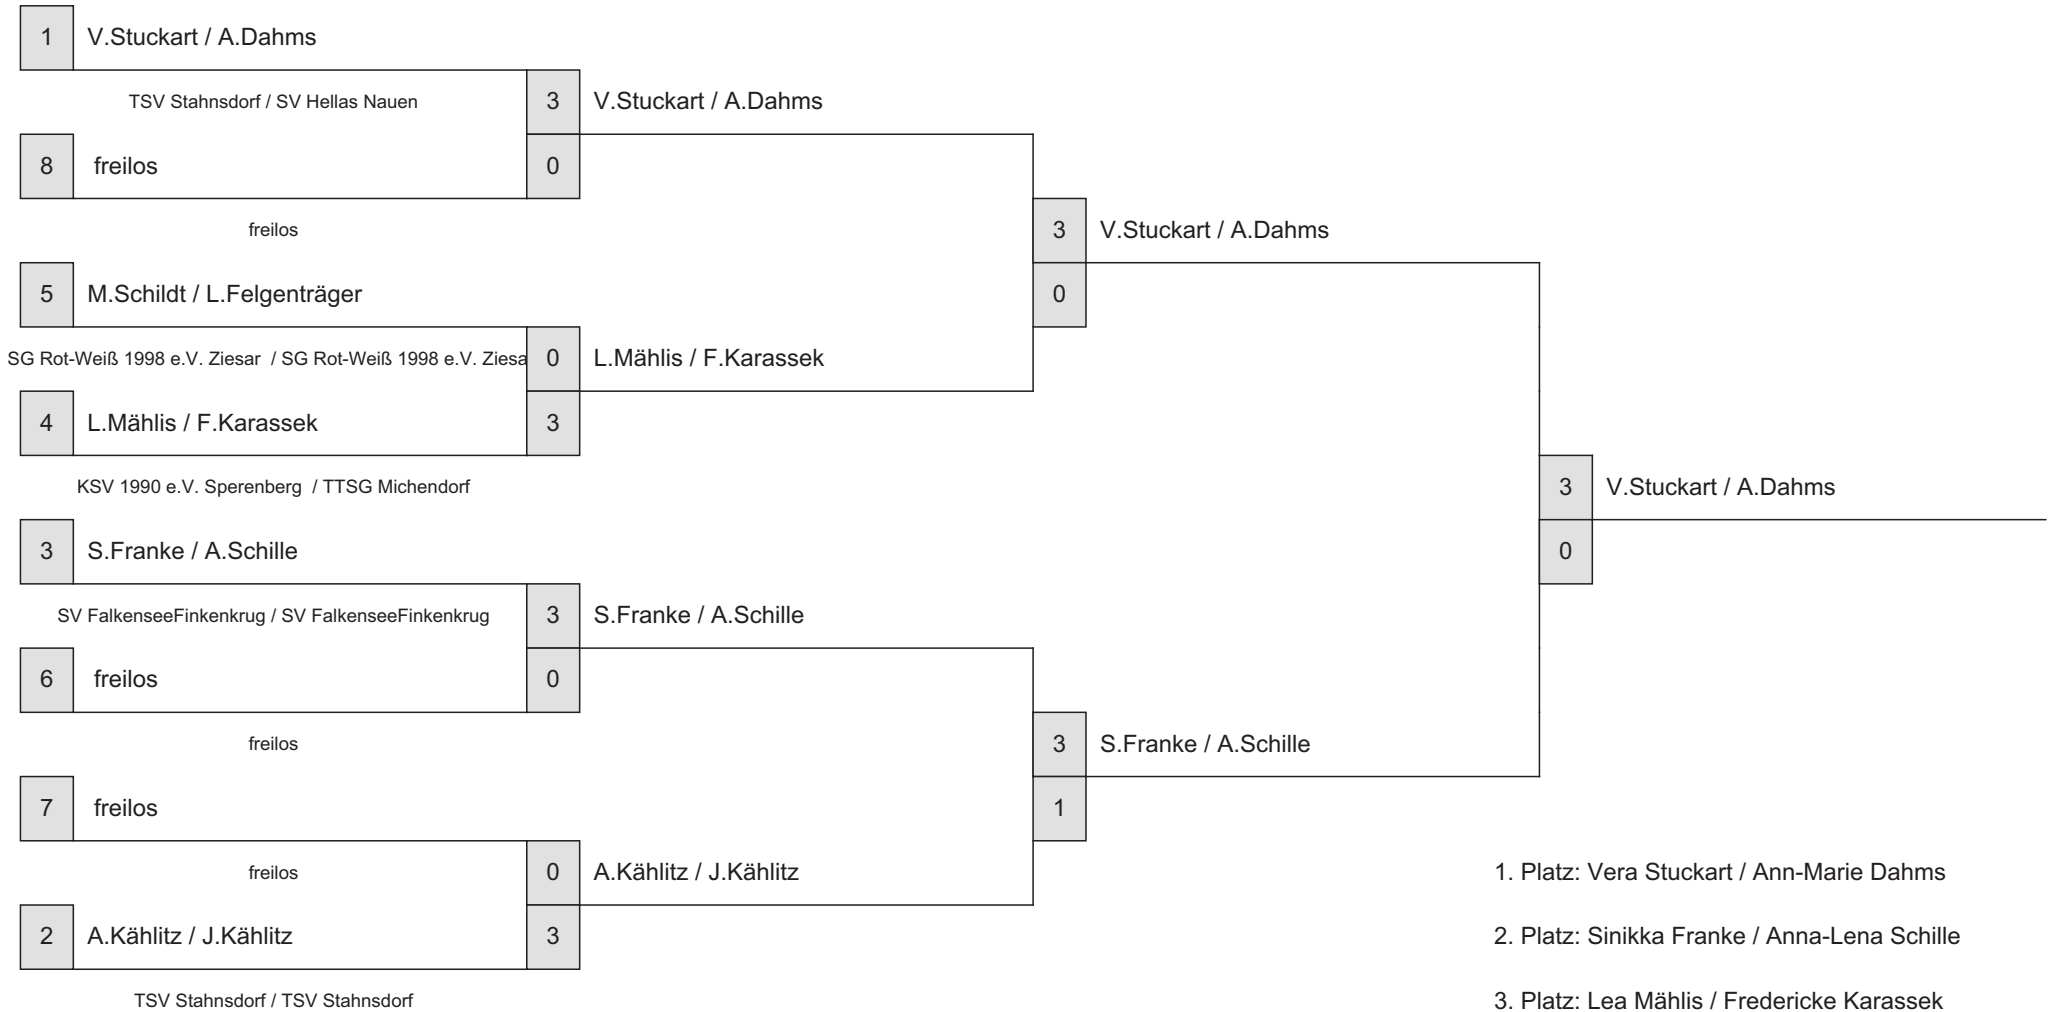 1 V.Stuckart / A.Dahms
TSV Stahnsdorf / SV Hellas Nauen 3 V.Stuckart / A.Dahms
8 freilos 0
freilos 3 V.Stuckart / A.Dahms
5 M.Schildt / L.Felgenträger 0
SG Rot-Weiß 1998 e.V. Ziesar / SG Rot-Weiß 1998 e.V. Ziesa 0 L.Mählis / F.Karassek
4 L.Mählis / F.Karassek 3
KSV 1990 e.V. Sperenberg / TTSG Michendorf 3 V.Stuckart / A.Dahms
3 S.Franke / A.Schille 0
SV FalkenseeFinkenkrug / SV FalkenseeFinkenkrug 3 S.Franke / A.Schille
6 freilos 0
freilos 3 S.Franke / A.Schille
7 freilos 1
freilos 0 A.Kählitz / J.Kählitz 1. Platz: Vera Stuckart / Ann-Marie Dahms
2 A.Kählitz / J.Kählitz 3 2. Platz: Sinikka Franke / Anna-Lena Schille
TSV Stahnsdorf / TSV Stahnsdorf 3. Platz: Lea Mählis / Fredericke Karassek